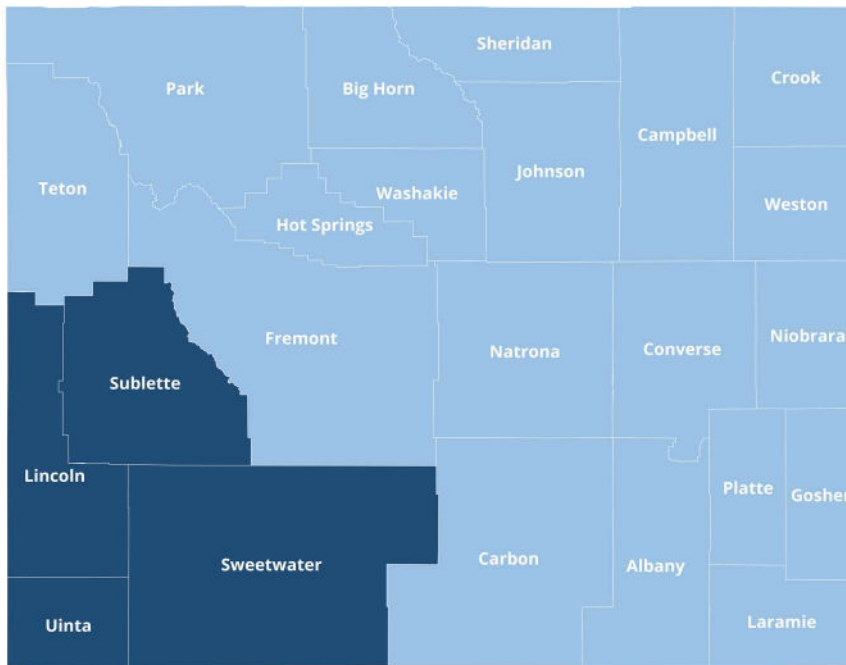 Sheridan
Park
Big Horn
Crook
Campbell
Teton
Johnson
Washakie
Weston
Hot Springs
Fremont
Natrona
Converse
Niobrara
Sublette
Lincoln
Platte
Goshen
Sweetwater
Carbon
Albany
Uinta
Laramie